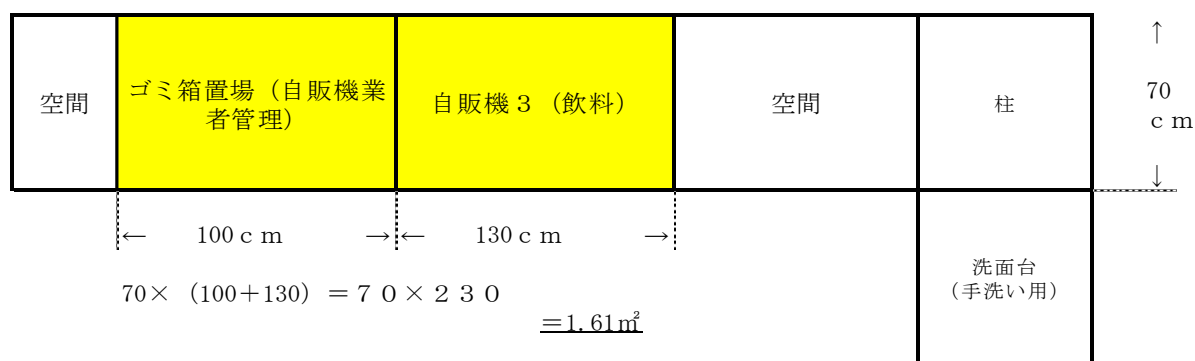 空間
ゴミ箱置場（自販機業
者管理）
自販機３（飲料）
空間
柱
↑
70
ｃｍ
↓
← 100ｃｍ →
← 130ｃｍ →
70×（100＋130）＝７０×２３０
＝1.61㎡
洗面台
（手洗い用）